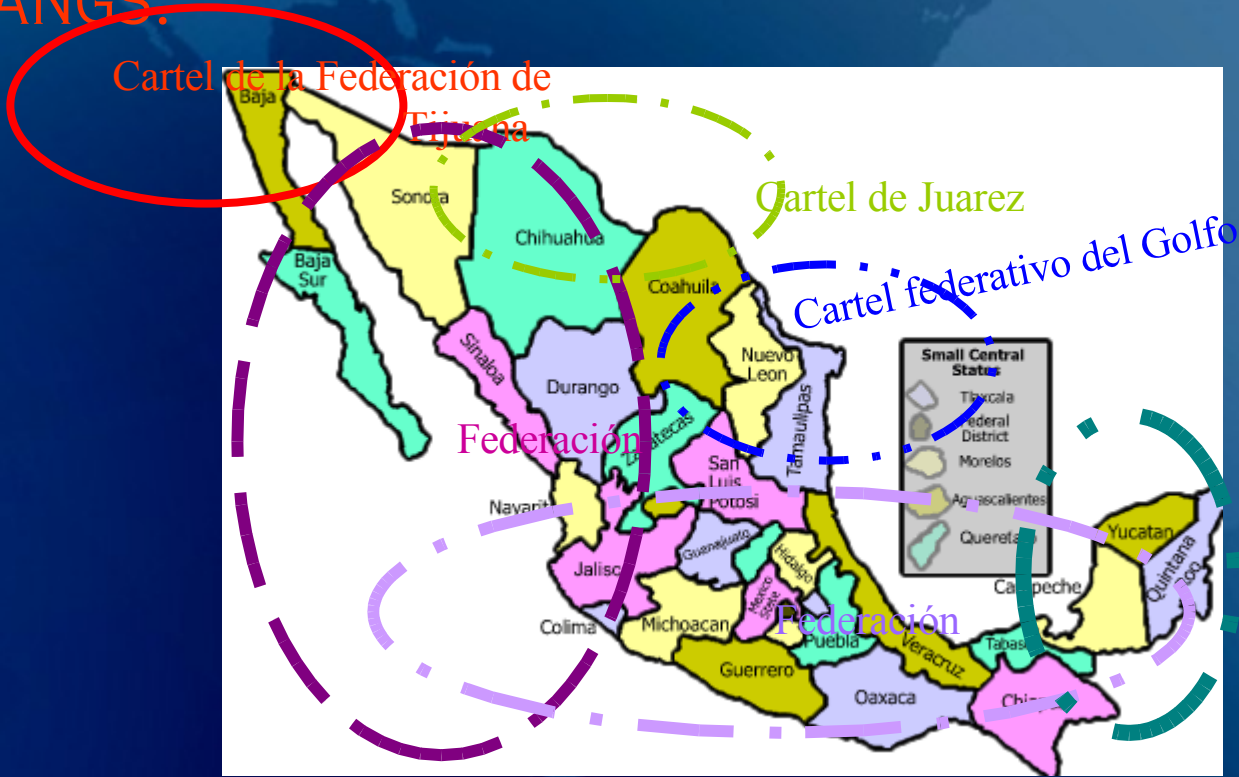 ANGS:
Cartel de la Federación de
Tijuana
Baja
Sonora
Chihuahua
Cartel de Juarez
Cartel federativo del Golfo
Baja
Sur
Coahuila
Sinaloa
Durango
Nuevo
Leon
Tamaulipas
Small Central
States
Tlaxcala
Federal
District
Morelos
Aguascalientes
Queretaro
Federación
Zacatecas
San
Luis
Potosi
Nayarit
Guanajuato
Hidalgo
Jalisco
Mexico
State
Colima
Michoacan
Federación
Puebla
Veracruz
Guerrero
Oaxaca
Tabasco
Chiapas
Campeche
Yucatan
Quintana
Roo